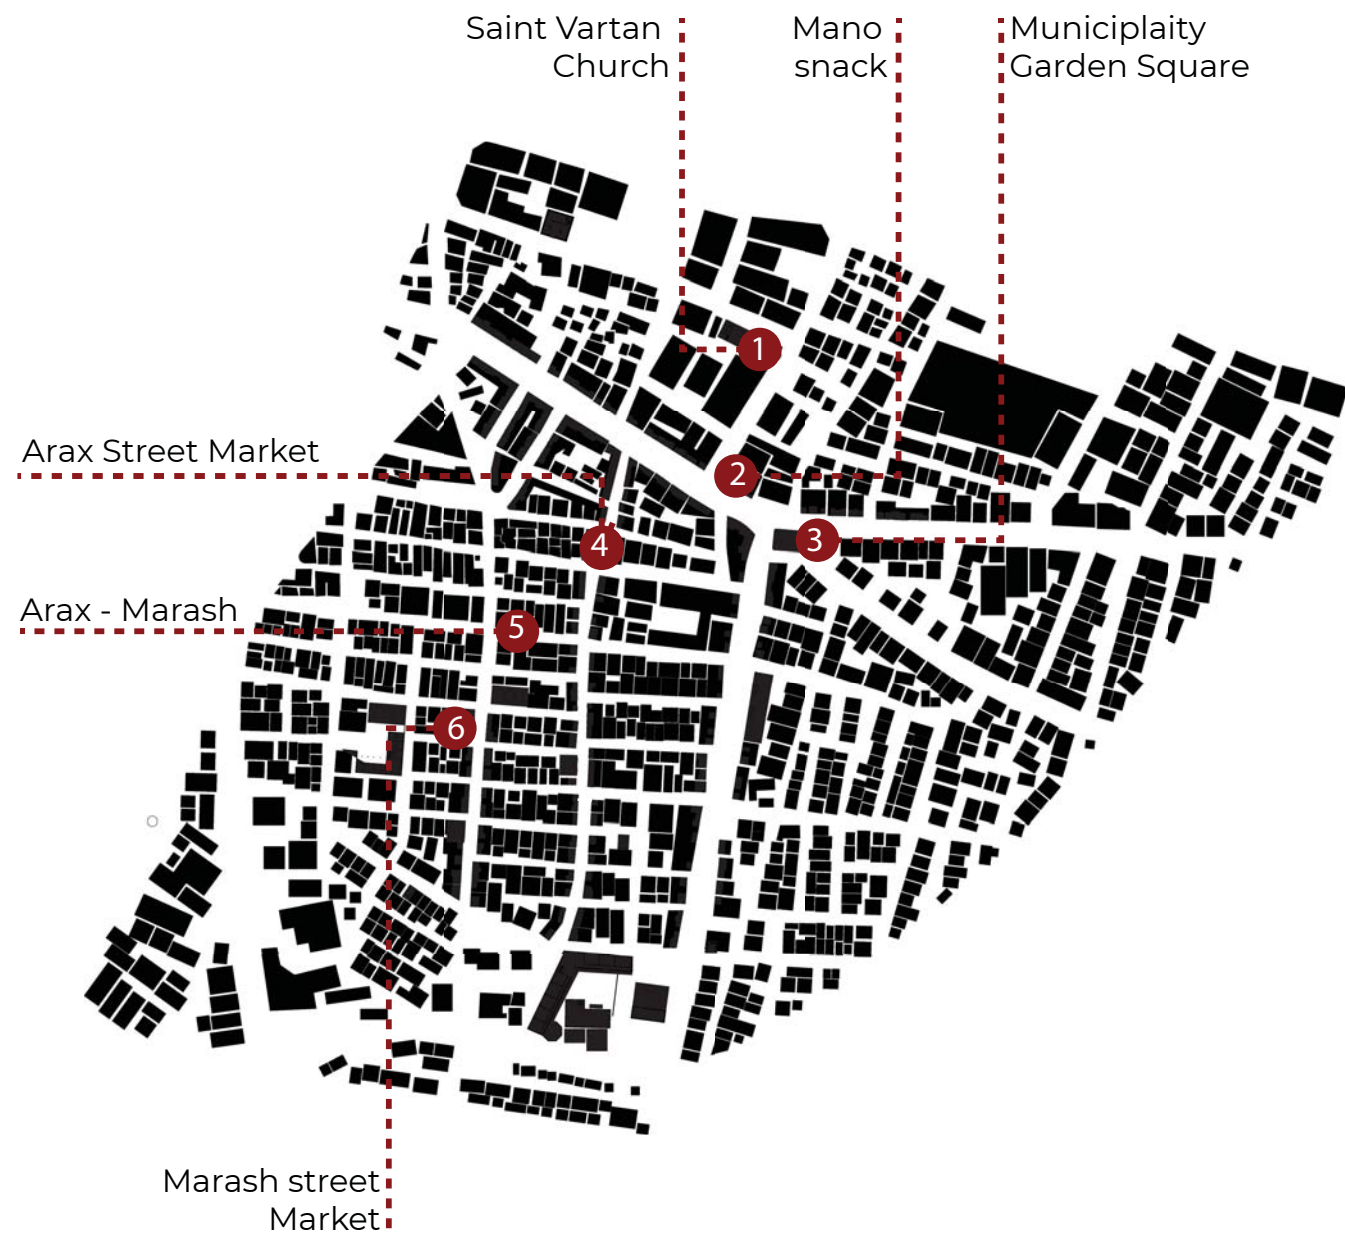 Saint Vartan
Church
Mano
snack
Municiplaity
Garden Square
1
Arax Street Market
2
3
4
Arax - Marash
5
6
Marash street
Market